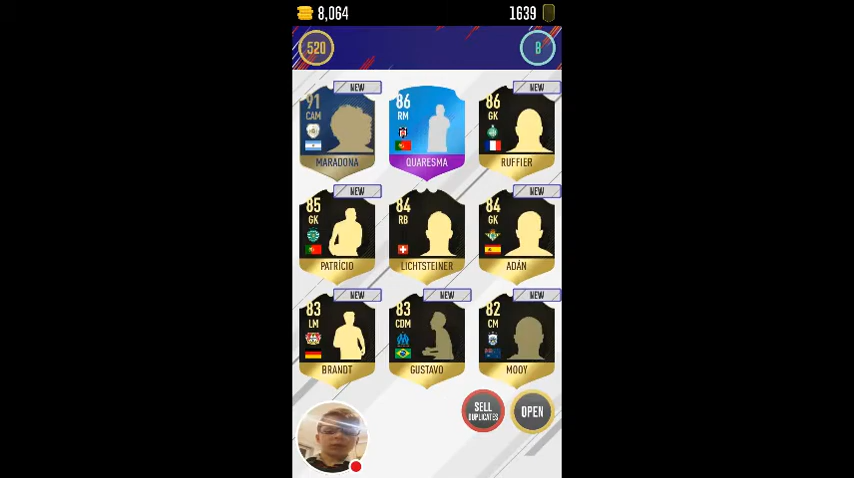 8,064
1639
520
0
NEW
91
CAM
MARADONA
86
RM
QUARESMA
NEW
86
GK
RUFFIER
NEW
85
GK
PATRÍCIO
84
RB
LICHTSTEINER
NEW
84
GK
ADÁN
NEW
83
LM
BRANDT
NEW
83
CDM
GUSTAVO
NEW
82
CM
MOOY
SELL
DUPLICATES
OPEN